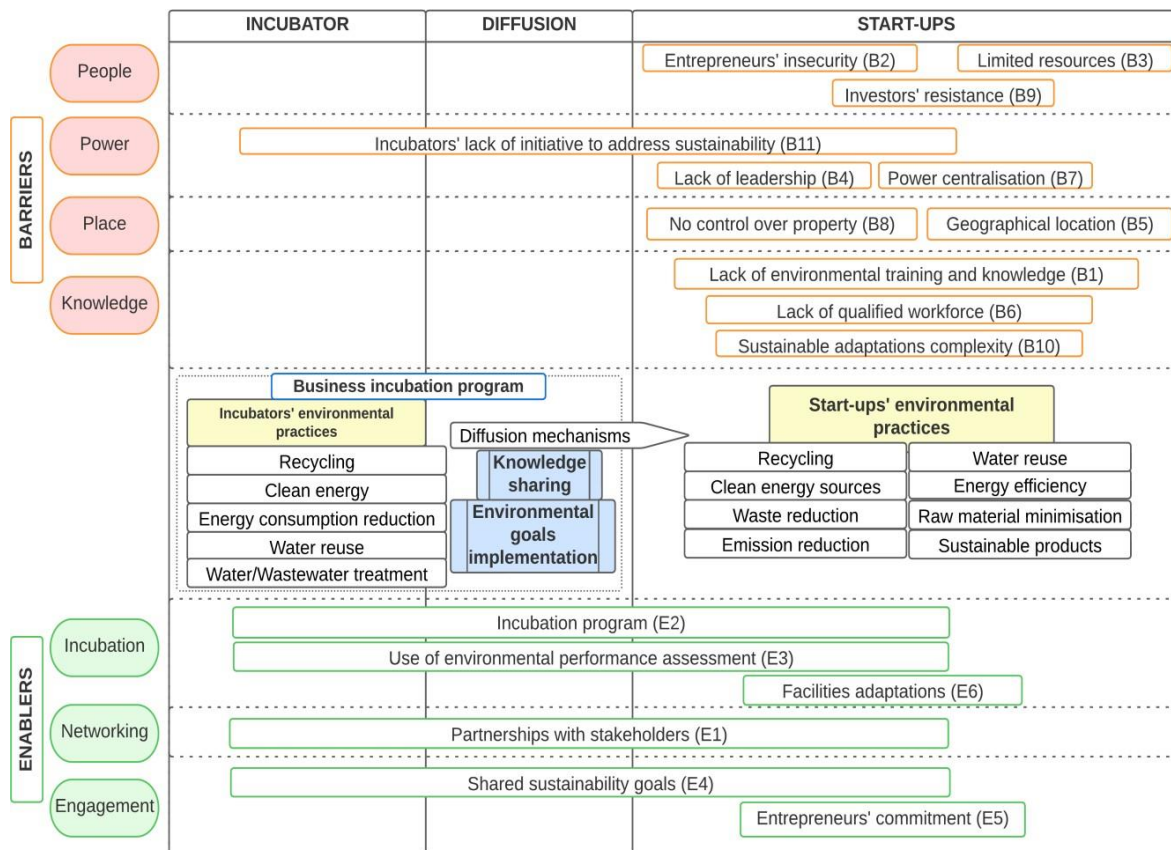 INCUBATOR
DIFFUSION
START-UPS
BARRIERS
People
Entrepreneurs' insecurity (B2)
Limited resources (B3)
Investors' resistance (B9)
Power
Incubators' lack of initiative to address sustainability (B11)
Lack of leadership (B4)
Power centralisation (B7)
Place
No control over property (B8)
Geographical location (B5)
Knowledge
Lack of environmental training and knowledge (B1)
Lack of qualified workforce (B6)
Sustainable adaptations complexity (B10)
Business incubation program
Incubators' environmental
practices
Recycling
Clean energy
Energy consumption reduction
Water reuse
Water/Wastewater treatment
Diffusion mechanisms
Knowledge
sharing
Environmental
goals
implementation
Start-ups' environmental
practices
Recycling
Water reuse
Clean energy sources
Energy efficiency
Waste reduction
Raw material minimisation
Emission reduction
Sustainable products
ENABLERS
Incubation
Incubation program (E2)
Use of environmental performance assessment (E3)
Facilities adaptations (E6)
Networking
Partnerships with stakeholders (E1)
Engagement
Shared sustainability goals (E4)
Entrepreneurs' commitment (E5)